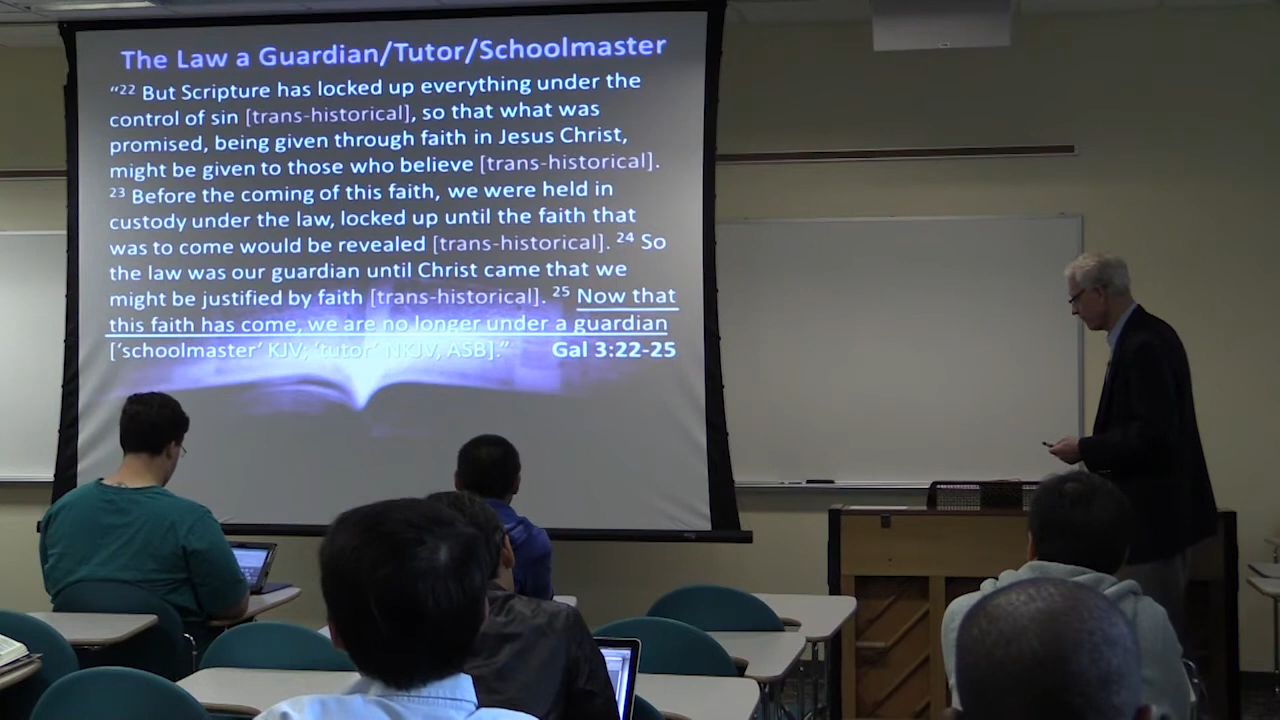 The Law a Guardian/Tutor/Schoolmaster
“22 But Scripture has locked up everything under the
control of sin [trans-historical], so that what was
promised, being given through faith in Jesus Christ,
might be given to those who believe [trans-historical].
23 Before the coming of this faith, we were held in
custody under the law, locked up until the faith that
was to come would be revealed [trans-historical]. 24 So
the law was our guardian until Christ came that we
might be justified by faith [trans-historical]. 25 Now that
this faith has come, we are no longer under a guardian
[‘schoolmaster’ KJV; ‘tutor’ NKJV, ASB].” Gal 3:22-25